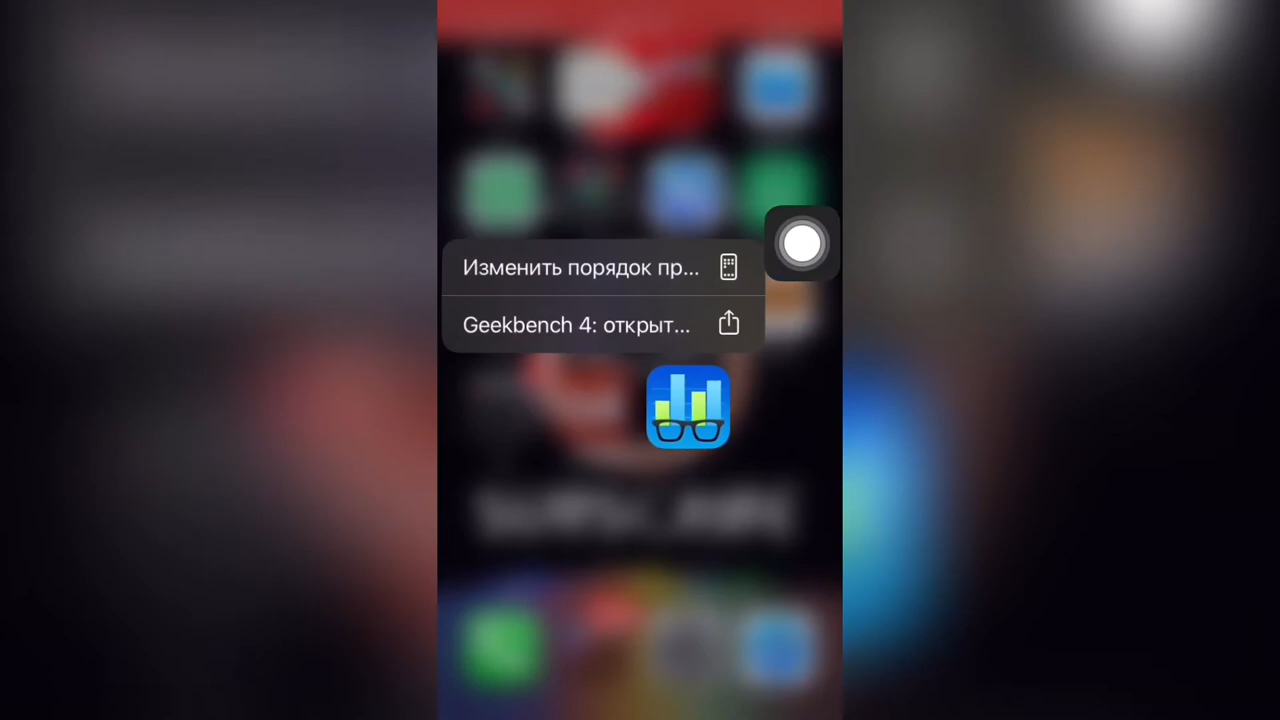 Изменить порядок пр...
Geekbench 4: открыт...